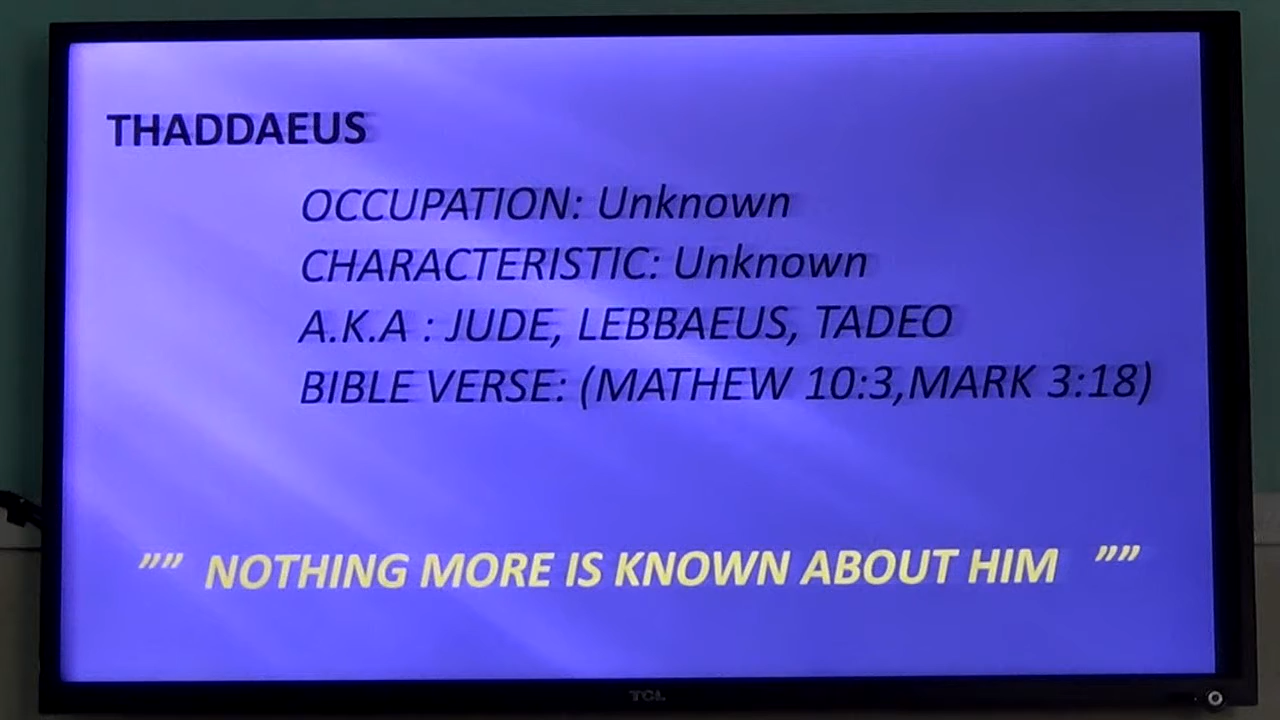 THADDAEUS
OCCUPATION: Unknown
CHARACTERISTIC: Unknown
A.K.A : JUDE, LEBBAEUS, TADEO
BIBLE VERSE: (MATHEW 10:3,MARK 3:18)
”” NOTHING MORE IS KNOWN ABOUT HIM ””
TCL